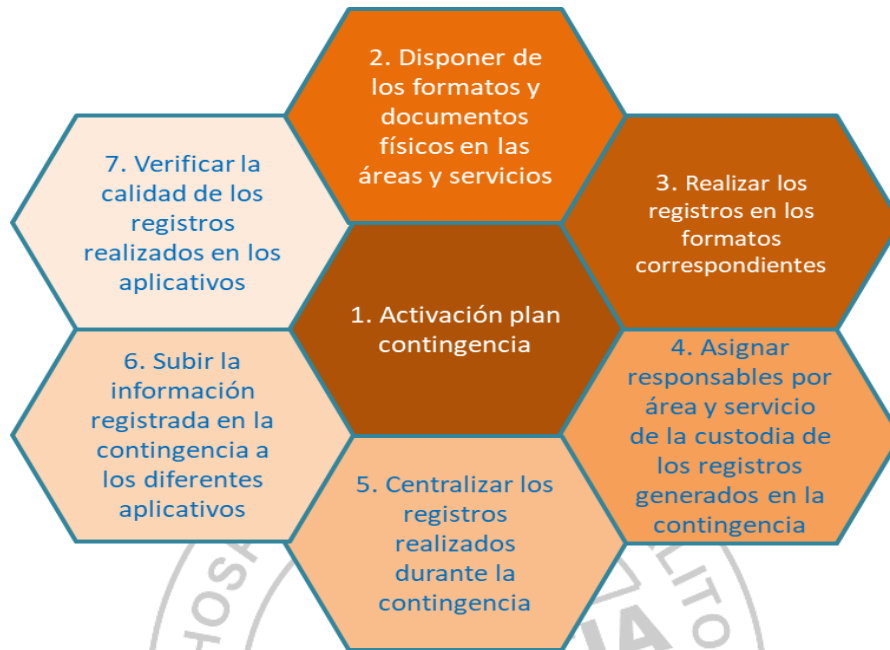 1. Activación plan
contingencia
2. Disponer de
los formatos y
documentos
físicos en las
áreas y servicios
3. Realizar los
registros en los
formatos
correspondientes
4. Asignar
responsables por
área y servicio
de la custodia de
los registros
generados en la
contingencia
5. Centralizar los
registros
realizados
durante la
contingencia
6. Subir la
información
registrada en la
contingencia a
los diferentes
aplicativos
7. Verificar la
calidad de los
registros
realizados en los
aplicativos